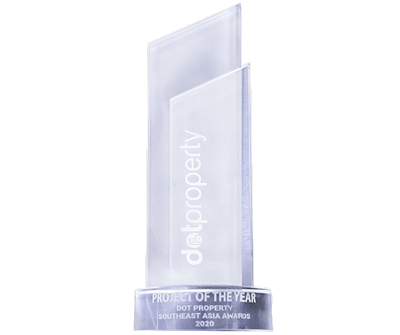 dotproperty
PROJECT OF THE YEAR
DOT PROPERTY
SOUTHEAST ASIA AWARDS
2020